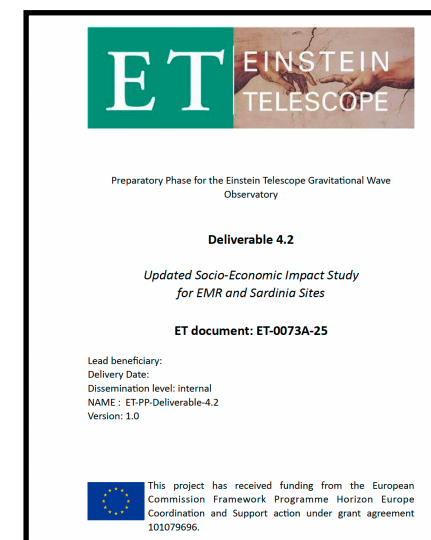 ET EINSTEIN
TELESCOPE
Preparatory Phase for the Einstein Telescope Gravitational Wave
Observatory
Deliverable 4.2
Updated Socio-Economic Impact Study
for EMR and Sardinia Sites
ET document: ET-0073A-25
Lead beneficiary:
Delivery Date:
Dissemination level: internal
NAME : ET-PP-Deliverable-4.2
Version: 1.0
This project has received funding from the European
Commission Framework Programme Horizon Europe
Coordination and Support action under grant agreement
101079696.